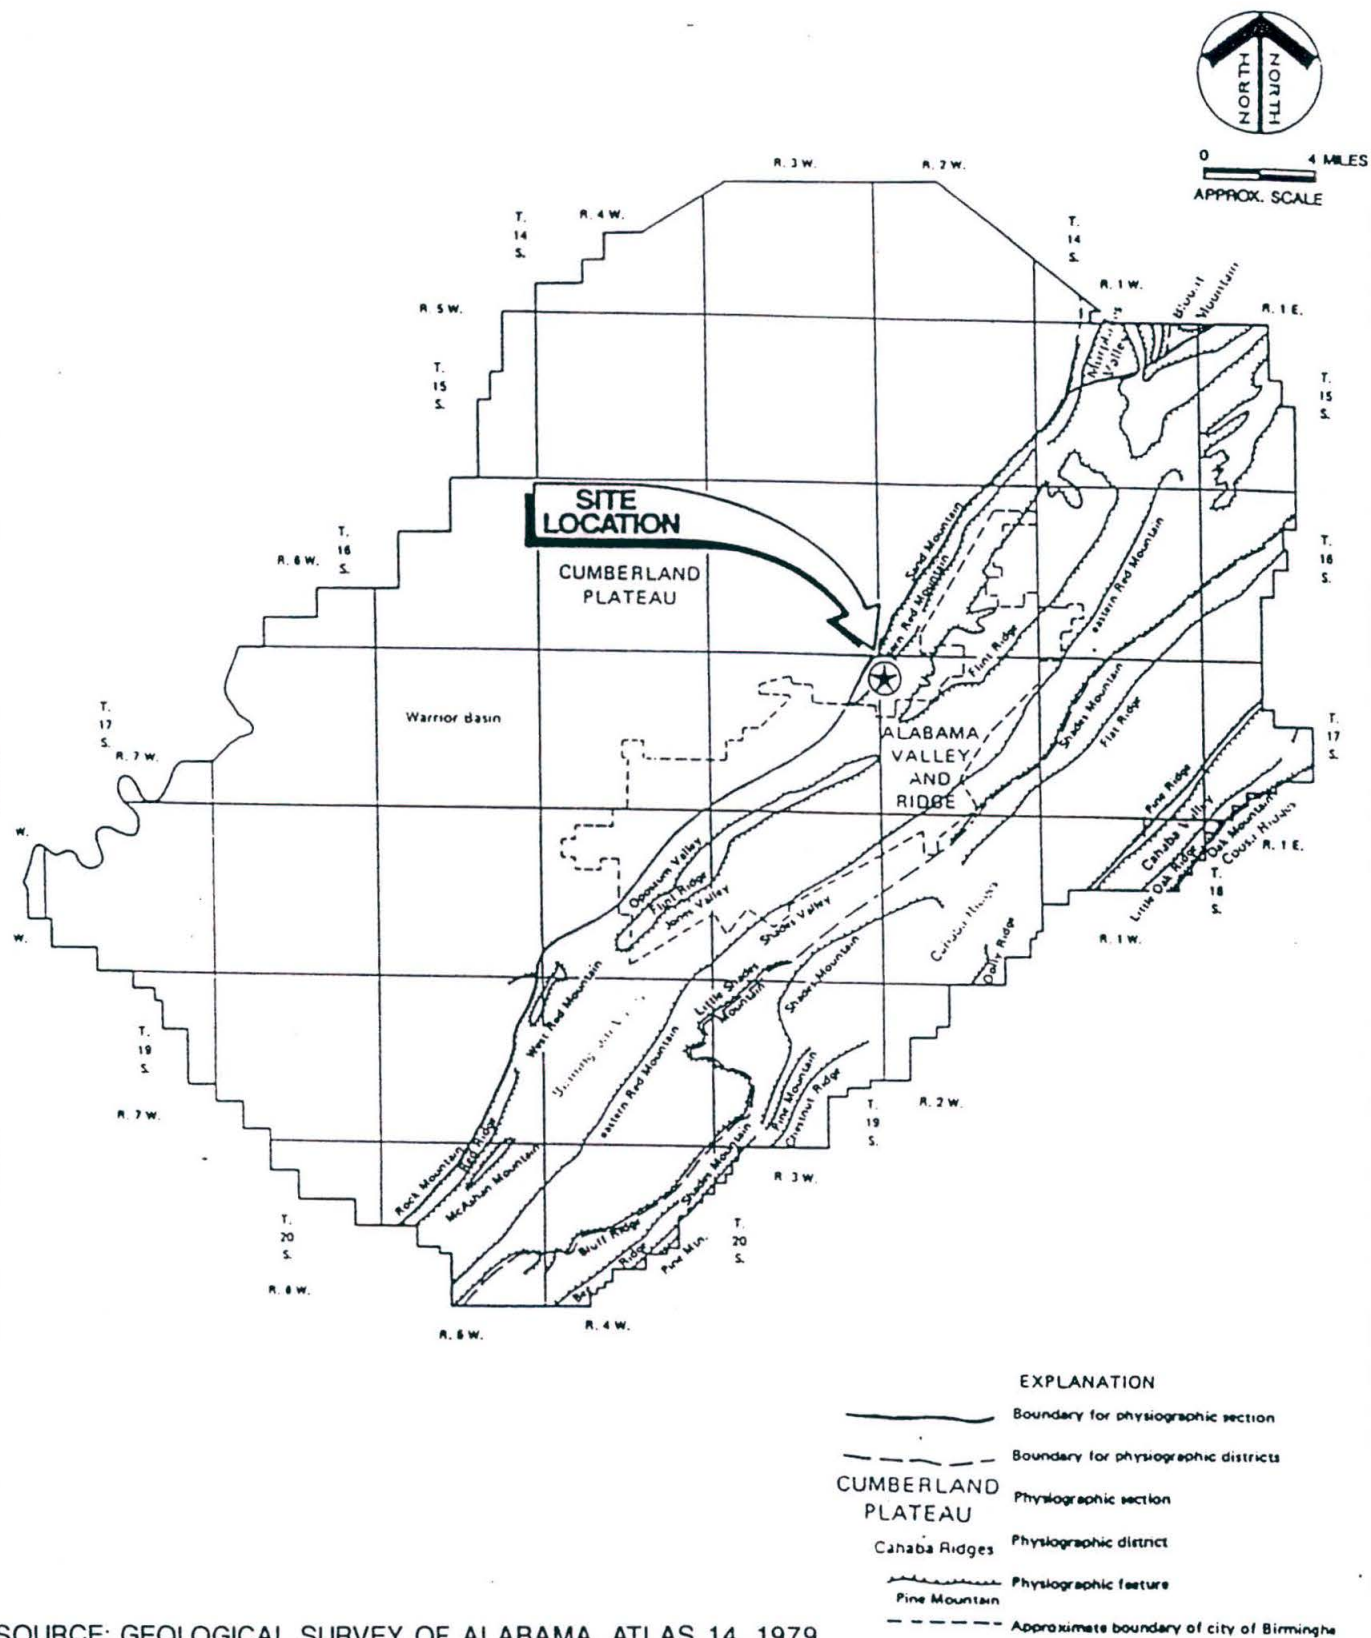 NORTH
NORTH
0 4 MILES
APPROX. SCALE
R. 3 W.
R. 2 W.
R. 4 W.
T.
14
S.
T.
14
S.
R. 1 W.
Blount
Mountain
R. 5 W.
R. 1 E.
Murphrees
Valley
T.
15
S.
T.
15
S.
SITE
LOCATION
Sand Mountain
T.
16
S.
R. 6 W.
CUMBERLAND
PLATEAU
ern Red Mountain
eastern Red Mountain
T.
16
S.
Flint Ridge
Warrior Basin
T.
17
S.
R. 7 W.
Shades Mountain
Flat Ridge
T.
17
S.
ALABAMA
VALLEY
AND
RIDGE
Pine Ridge
Cahaba Valley
Little Oak Ridge
Oak Mountain
Coosa Ridges
W.
R. 1 E.
T.
18
S.
Opossum Valley
Flint Ridge
Jones Valley
Shades Valley
Cahaba Ridges
Dolly Ridge
W.
R. 1 W.
West Red Mountain
Little Shades
Mountain
Shades Mountain
T.
19
S.
eastern Red Mountain
Pine Mountain
Chestnut Ridge
R. 7 W.
R. 2 W.
T.
19
S.
Rock Mountain
Red Ridge
McAshan Mountain
Shades Mountain
R. 3 W.
T.
20
S.
Bluff Ridge
Ridge
Pine Mtn.
T.
20
S.
R. 6 W.
R. 4 W.
EXPLANATION
Boundary for physiographic section
Boundary for physiographic districts
CUMBERLAND
PLATEAU
Physiographic section
Cahaba Ridges Physiographic district
Physiographic feature
Pine Mountain
Approximate boundary of city of Birmingha
SOURCE: GEOLOGICAL SURVEY OF ALABAMA, ATLAS 14, 1979